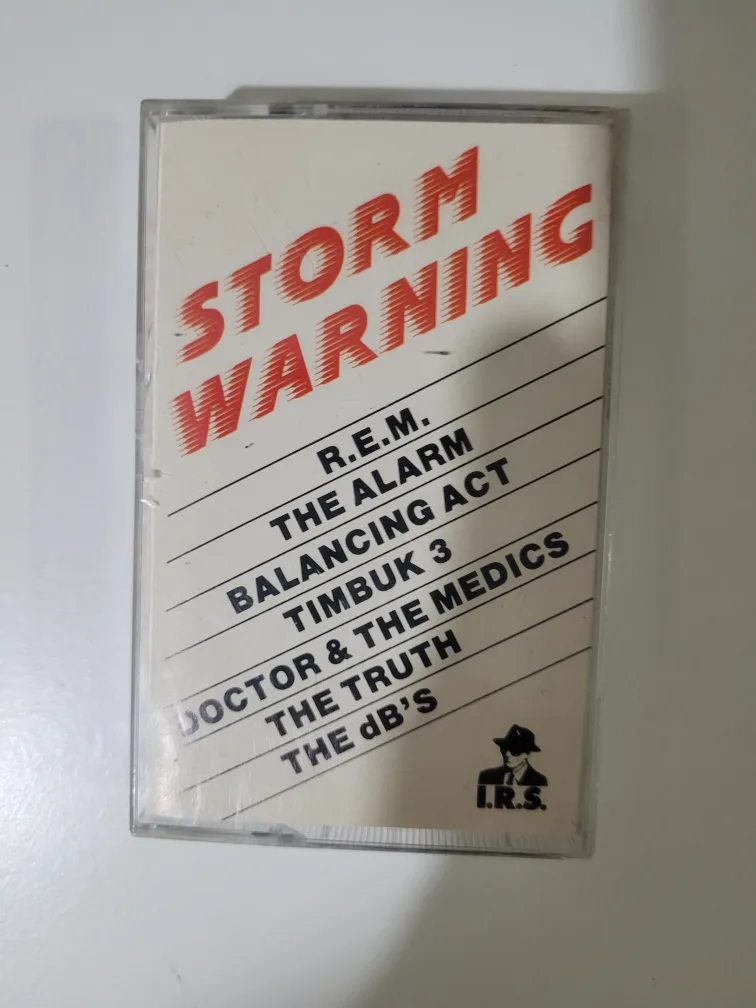 STORM
WARNING
R.E.M.
THE ALARM
BALANCING ACT
TIMBUK 3
DOCTOR & THE MEDICS
THE TRUTH
THE dB'S
I.R.S.